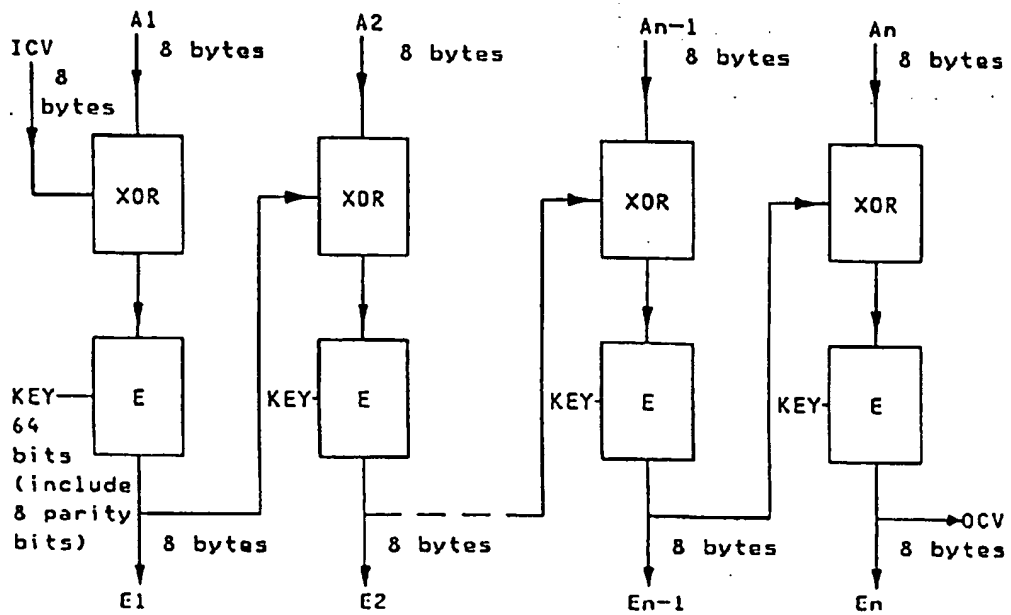 A1 A2 An-1 An
ICV 8 bytes 8 bytes 8 bytes 8 bytes
8
bytes
XOR XOR XOR XOR
KEY E KEY E KEY E KEY E
64
bits
(include
8 parity
bits)
OCV
8 bytes 8 bytes 8 bytes 8 bytes
E1 E2 En-1 En